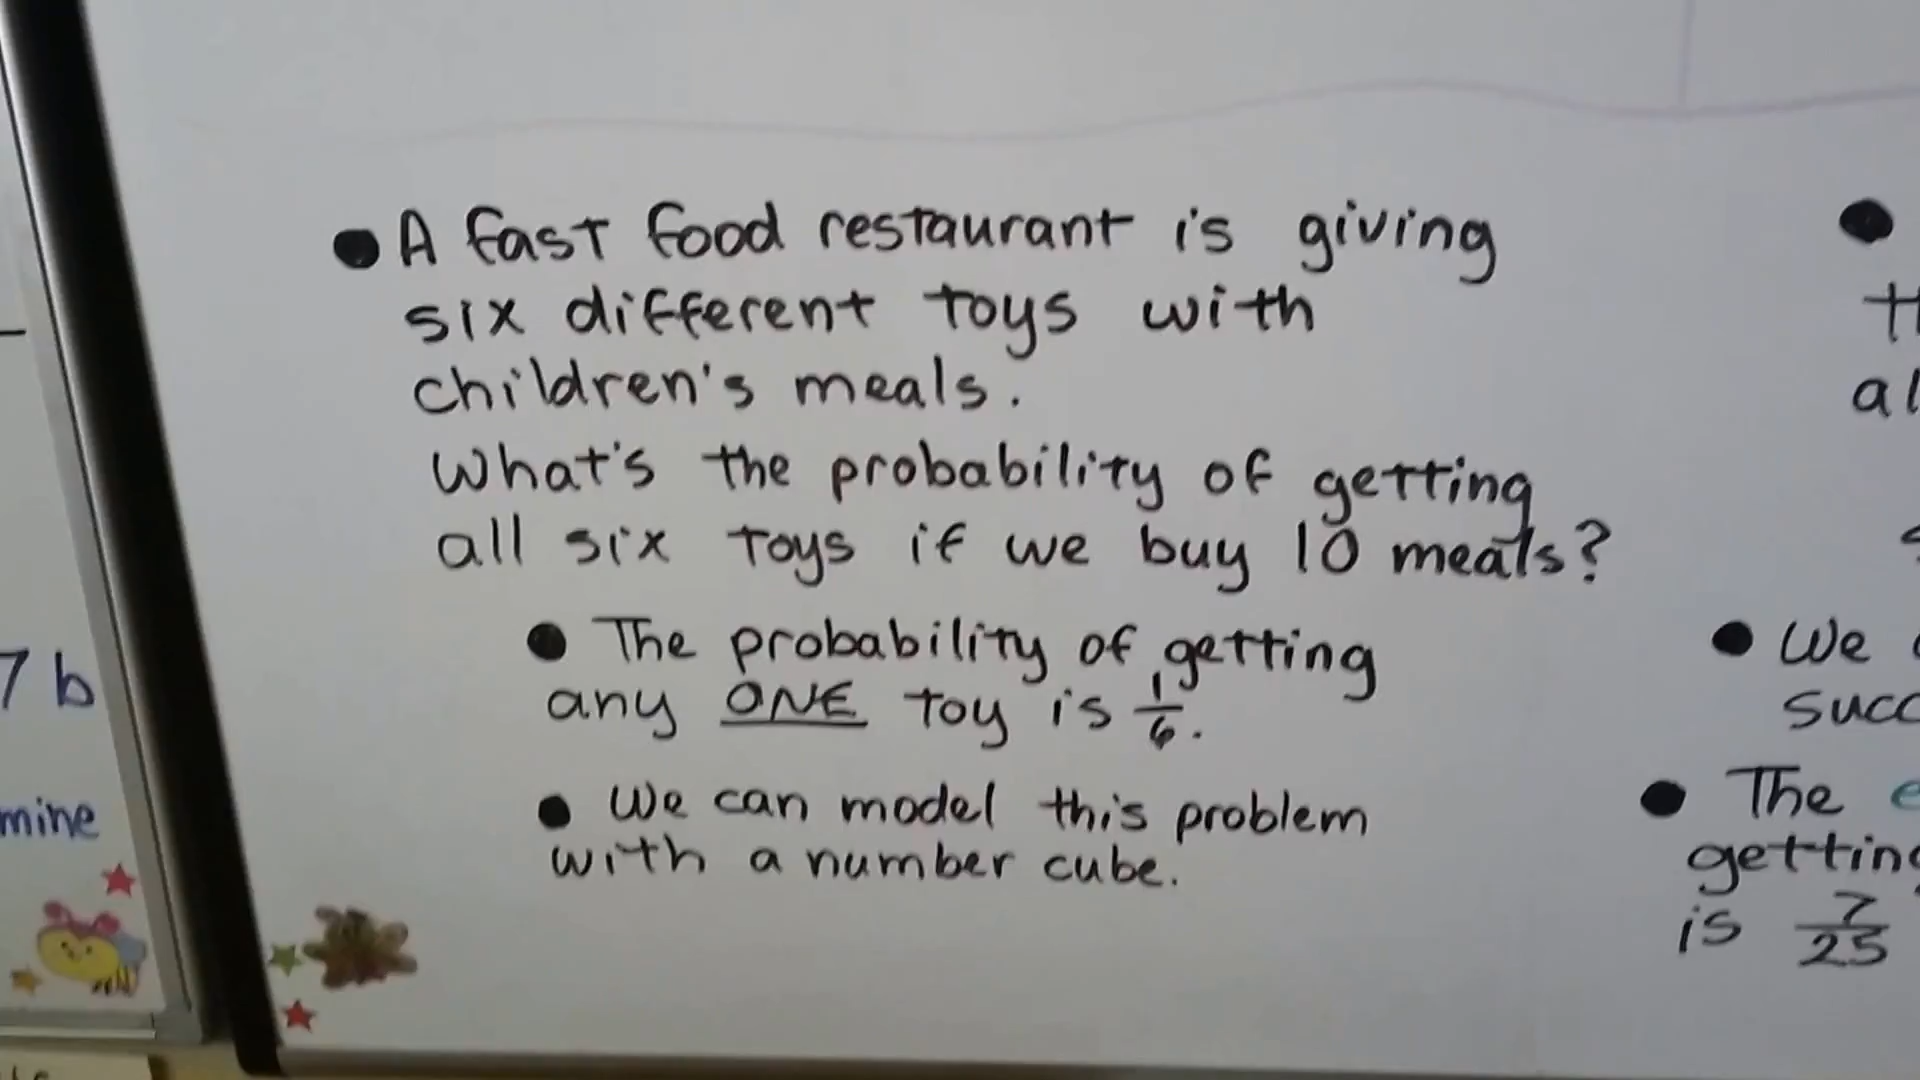 A fast food restaurant is giving
six different toys with
children's meals.
What's the probability of getting
all six toys if we buy 10 meals?
The probability of getting
any ONE toy is 1/6.
We can model this problem
with a number cube.
7b
mine
al
We
succ
The e
getting
is 7/25